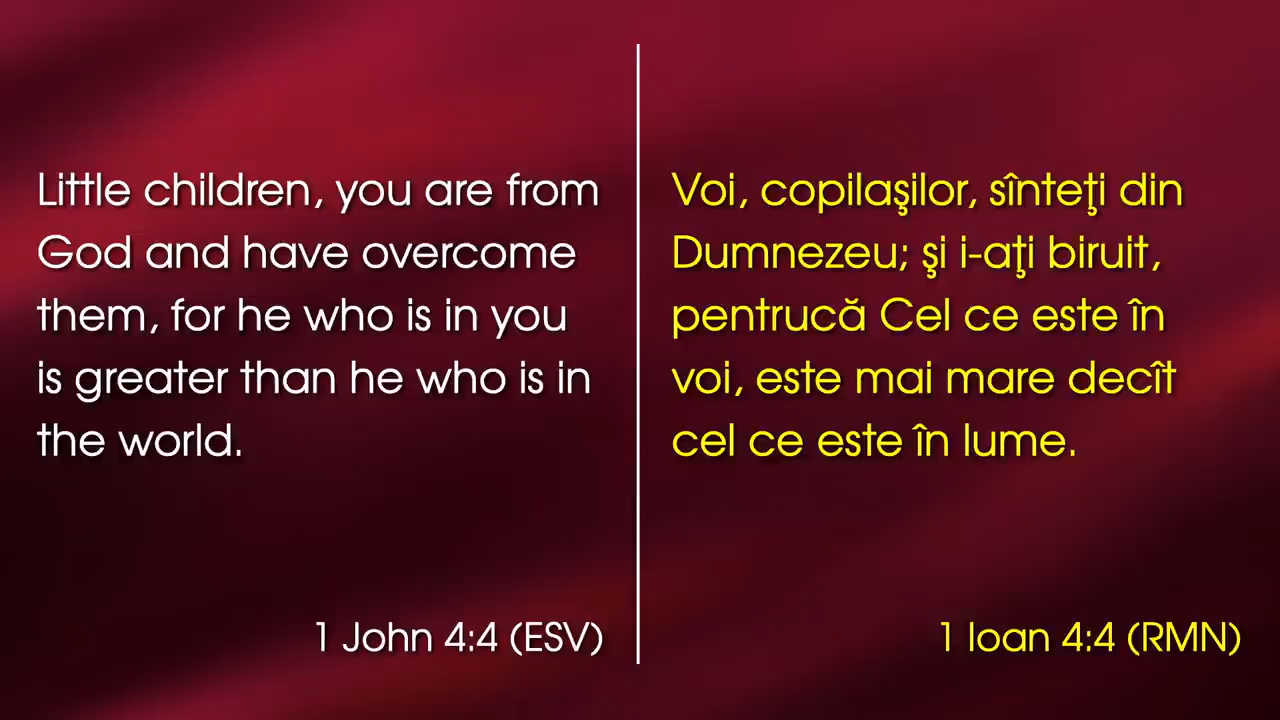 Little children, you are from
God and have overcome
them, for he who is in you
is greater than he who is in
the world.
1 John 4:4 (ESV)
Voi, copilaşilor, sînteţi din
Dumnezeu; şi i-aţi biruit,
pentrucă Cel ce este în
voi, este mai mare decît
cel ce este în lume.
1 Ioan 4:4 (RMN)